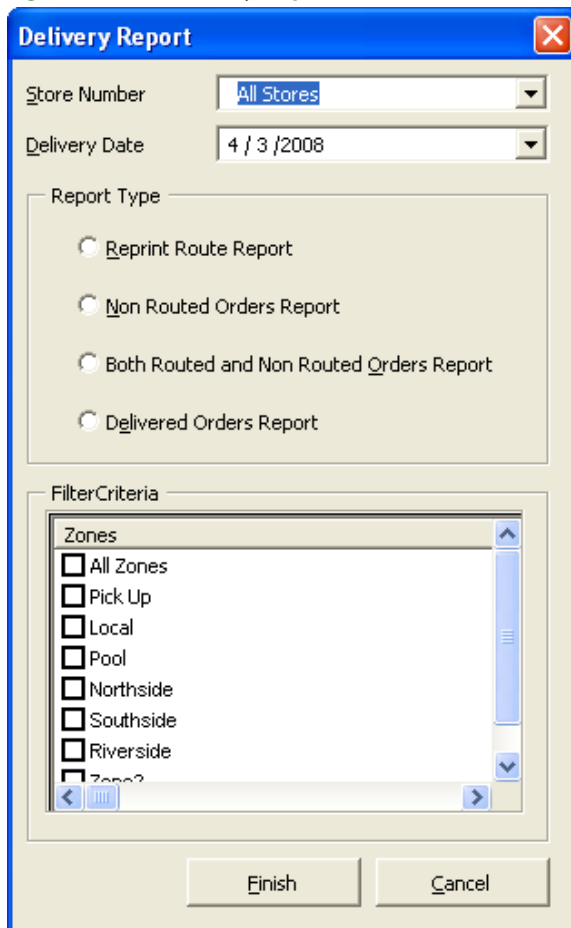 Delivery Report
Store Number All Stores
Delivery Date 4 / 3 /2008
Report Type
Reprint Route Report
Non Routed Orders Report
Both Routed and Non Routed Orders Report
Delivered Orders Report
FilterCriteria
Zones
All Zones
Pick Up
Local
Pool
Northside
Southside
Riverside
Finish Cancel